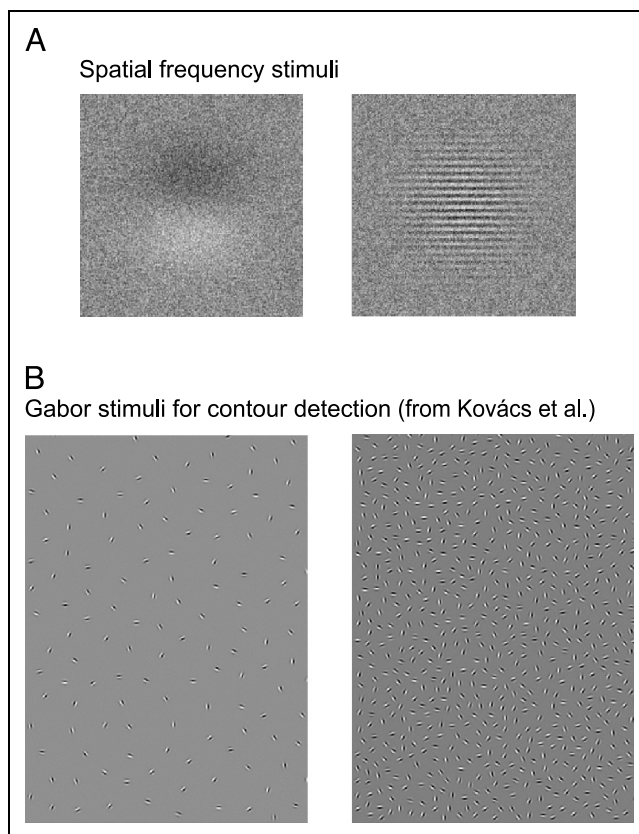 A
Spatial frequency stimuli
B
Gabor stimuli for contour detection (from Kovács et al.)